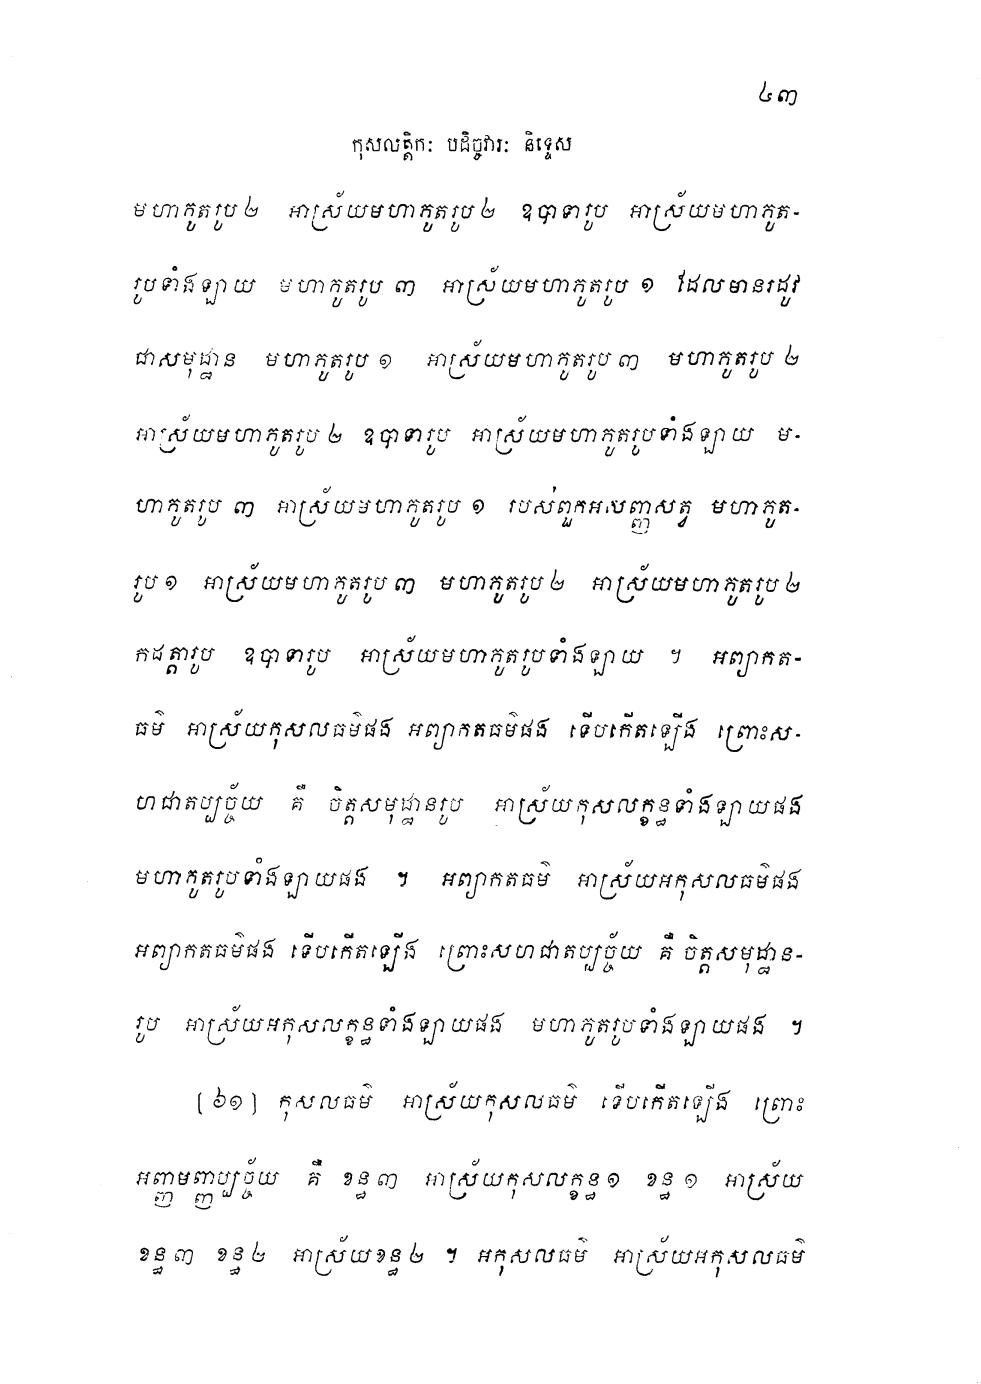 ៤៣
កុសលត្តិកៈ បដិច្ចវារៈ និទ្ទេស
មហាភូតរូប ២ អាស្រ័យមហាភូតរូប ២ ឧបាទារូប អាស្រ័យមហាភូត-
រូបទាំងឡាយ មហាភូតរូប ៣ អាស្រ័យមហាភូតរូប ១ ដែលមានរដូវ
ជាសមុដ្ឋាន មហាភូតរូប ១ អាស្រ័យមហាភូតរូប ៣ មហាភូតរូប ២
អាស្រ័យមហាភូតរូប ២ ឧបាទារូប អាស្រ័យមហាភូតរូបទាំងឡាយ ម-
ហាភូតរូប ៣ អាស្រ័យមហាភូតរូប ១ របស់ពួកអសញ្ញសត្វ មហាភូត-
រូប ១ អាស្រ័យមហាភូតរូប ៣ មហាភូតរូប ២ អាស្រ័យមហាភូតរូប ២
កដត្តារូប ឧបាទារូប អាស្រ័យមហាភូតរូបទាំងឡាយ ។ អព្យាកត-
ធម៌ អាស្រ័យកុសលធម៌ផង អព្យាកតធម៌ផង ទើបកើតឡើង ព្រោះស-
ហជាតប្បច្ច័យ គឺ ចិត្តសមុដ្ឋានរូប អាស្រ័យកុសលក្ខន្ធទាំងឡាយផង
មហាភូតរូបទាំងឡាយផង ។ អព្យាកតធម៌ អាស្រ័យអកុសលធម៌ផង
អព្យាកតធម៌ផង ទើបកើតឡើង ព្រោះសហជាតប្បច្ច័យ គឺ ចិត្តសមុដ្ឋាន-
រូប អាស្រ័យអកុសលក្ខន្ធទាំងឡាយផង មហាភូតរូបទាំងឡាយផង ។
[៦១] កុសលធម៌ អាស្រ័យកុសលធម៌ ទើបកើតឡើង ព្រោះ
អញ្ញមញ្ញប្បច្ច័យ គឺ ខន្ធ ៣ អាស្រ័យកុសលក្ខន្ធ ១ ខន្ធ ១ អាស្រ័យ
ខន្ធ ៣ ខន្ធ ២ អាស្រ័យខន្ធ ២ ។ អកុសលធម៌ អាស្រ័យអកុសលធម៌